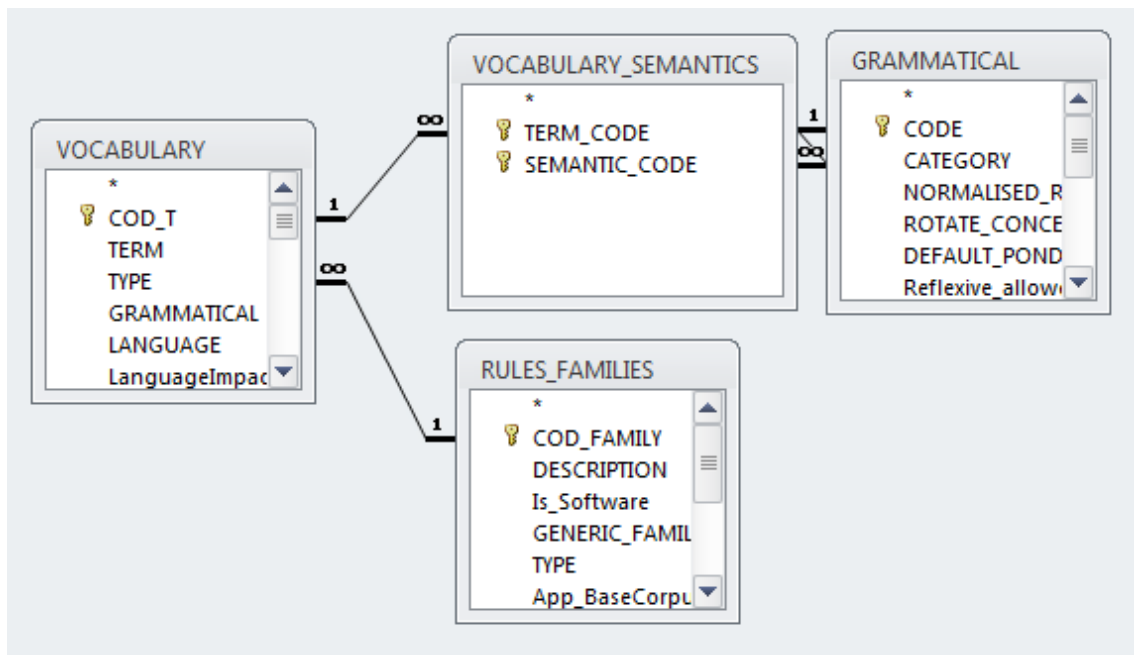 VOCABULARY
*
COD_T
TERM
TYPE
GRAMMATICAL
LANGUAGE
LanguageImpac
1
∞
∞
1
VOCABULARY_SEMANTICS
*
TERM_CODE
SEMANTIC_CODE
1
∞
GRAMMATICAL
*
CODE
CATEGORY
NORMALISED_R
ROTATE_CONCE
DEFAULT_POND
Reflexive_allow
RULES_FAMILIES
*
COD_FAMILY
DESCRIPTION
Is_Software
GENERIC_FAMIL
TYPE
App_BaseCorpu